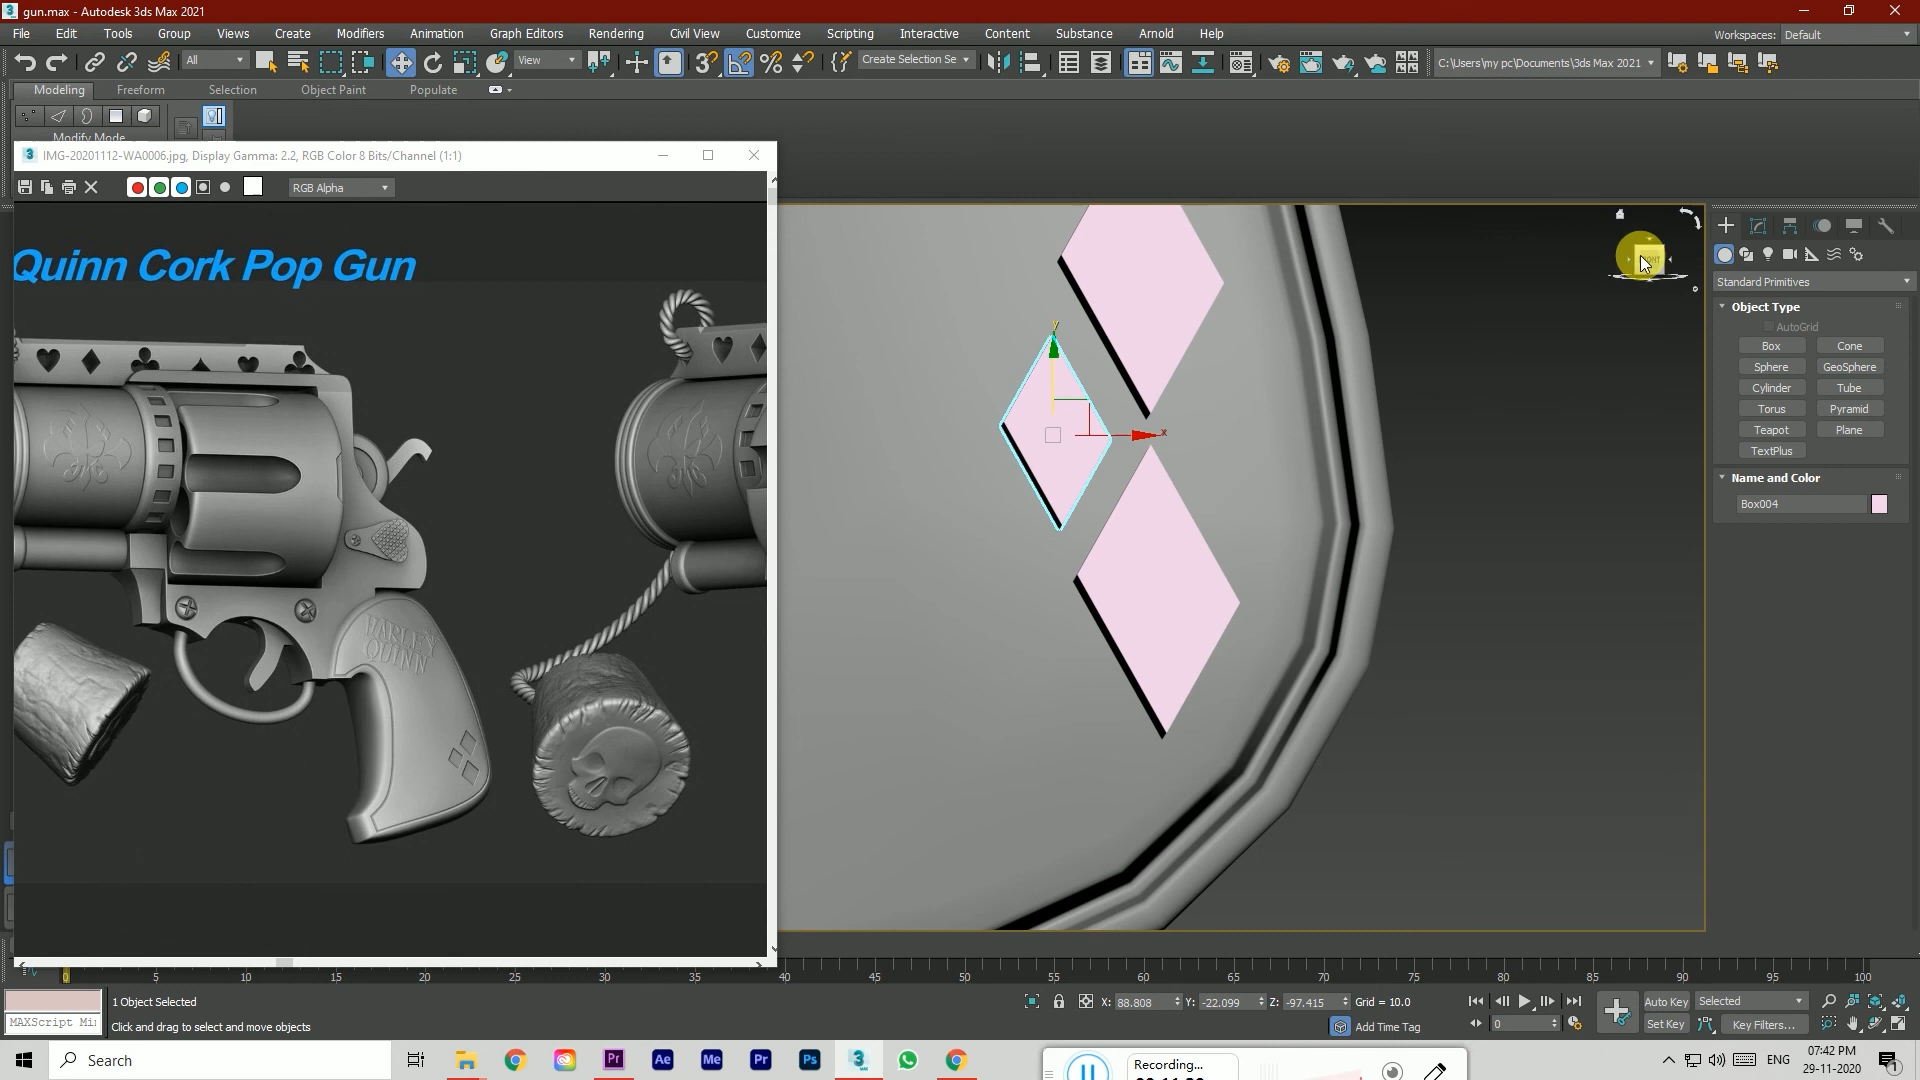 gun.max - Autodesk 3ds Max 2021
File Edit Tools Group Views Create Modifiers Animation Graph Editors Rendering Civil View Customize Scripting Interactive Content Substance Arnold Help
Workspaces: Default
All View Create Selection Se C:\Users\my pc\Documents\3ds Max 2021
Modeling Freeform Selection Object Paint Populate
Modify Mode
IMG-20201112-WA0006.jpg, Display Gamma: 2.2, RGB Color 8 Bits/Channel (1:1)
RGB Alpha
Quinn Cork Pop Gun
HARLEY
QUINN
y
x
Standard Primitives
Object Type
AutoGrid
Box Cone
Sphere GeoSphere
Cylinder Tube
Torus Pyramid
Teapot Plane
TextPlus
Name and Color
Box004
0 5 10 15 20 25 30 35 40 45 50 55 60 65 70 75 80 85 90 95 100
1 Object Selected
X: 88.808 Y: -22.099 Z: -97.415 Grid = 10.0
Auto Key Selected
MAXScript Mi
Click and drag to select and move objects
Add Time Tag
0
Set Key Key Filters...
Search
Recording...
ENG
07:42 PM
29-11-2020